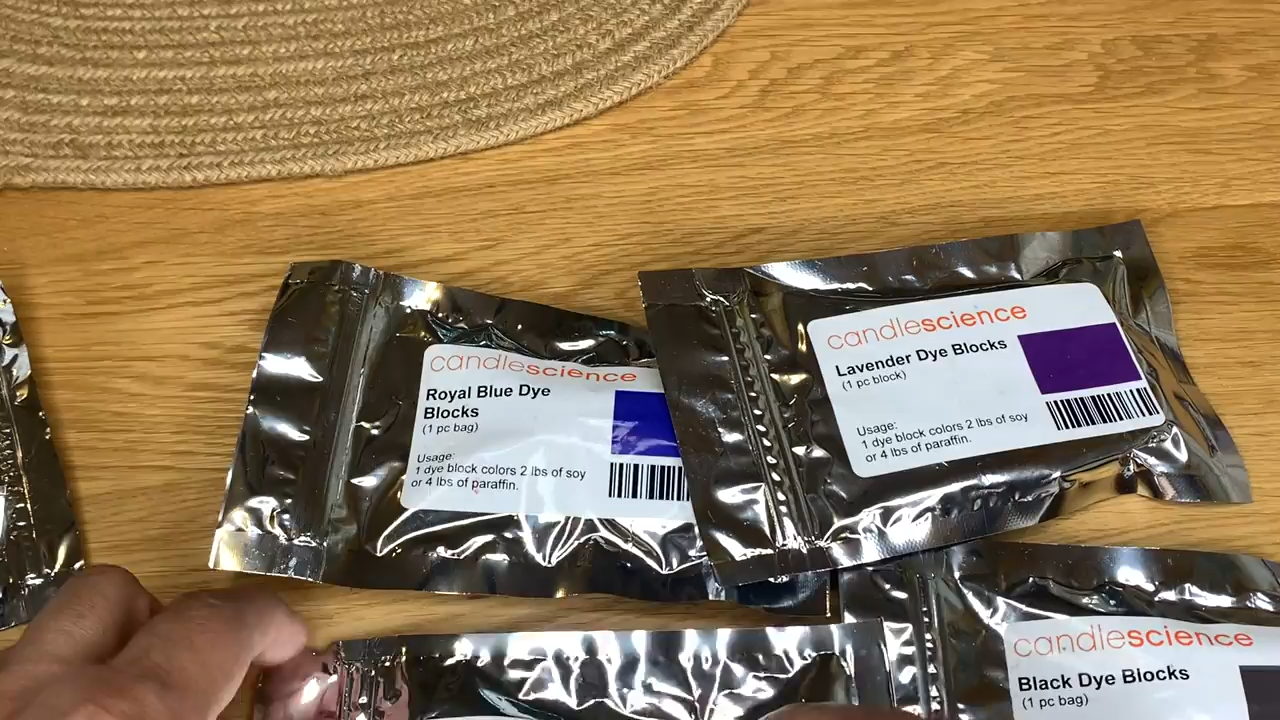 candlescience
Royal Blue Dye
Blocks
(1 pc bag)
Usage:
1 dye block colors 2 lbs of soy
or 4 lbs of paraffin.
candlescience
Lavender Dye Blocks
(1 pc block)
Usage:
1 dye block colors 2 lbs of soy
or 4 lbs of paraffin.
candlescience
Black Dye Blocks
(1 pc bag)